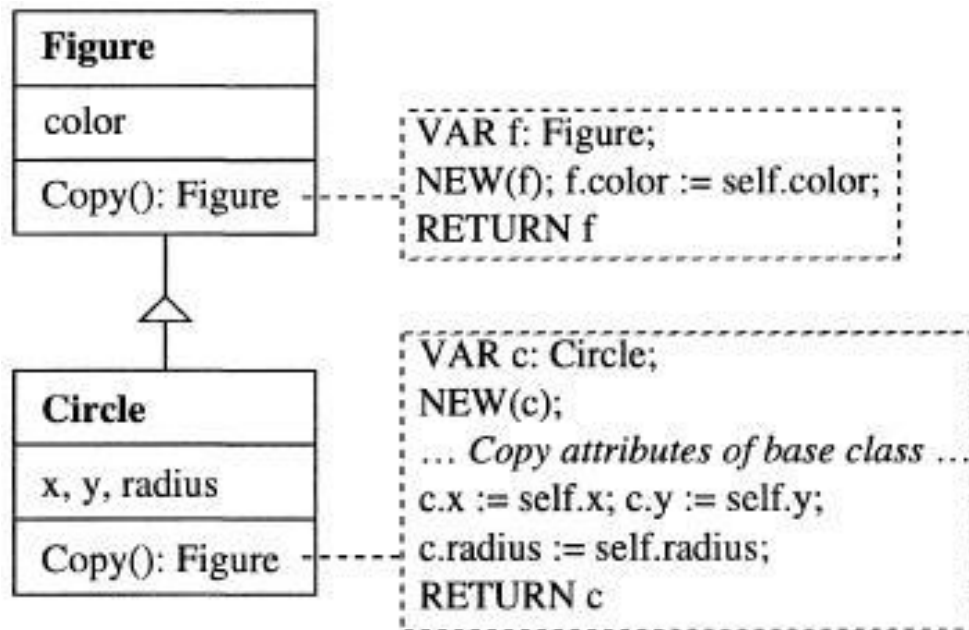 Figure
color
Copy(): Figure
VAR f: Figure;
NEW(f); f.color := self.color;
RETURN f
Circle
x, y, radius
Copy(): Figure
VAR c: Circle;
NEW(c);
... Copy attributes of base class ...
c.x := self.x; c.y := self.y;
c.radius := self.radius;
RETURN c